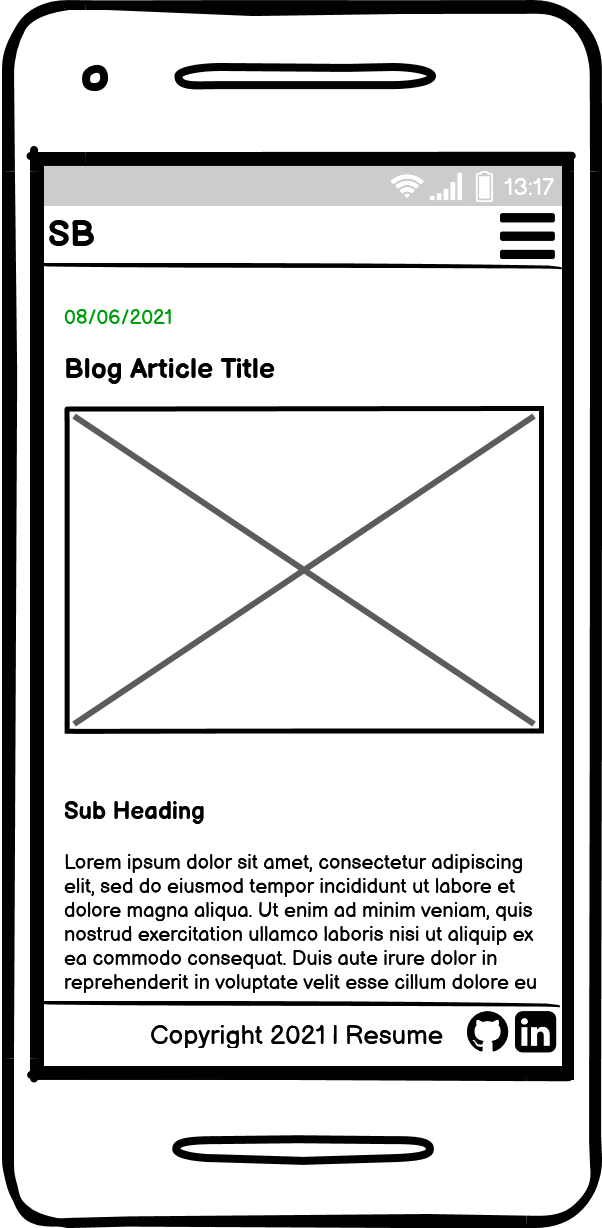 13:17
SB
08/06/2021
Blog Article Title
Sub Heading
Lorem ipsum dolor sit amet, consectetur adipiscing
elit, sed do eiusmod tempor incididunt ut labore et
dolore magna aliqua. Ut enim ad minim veniam, quis
nostrud exercitation ullamco laboris nisi ut aliquip ex
ea commodo consequat. Duis aute irure dolor in
reprehenderit in voluptate velit esse cillum dolore eu
Copyright 2021 | Resume in